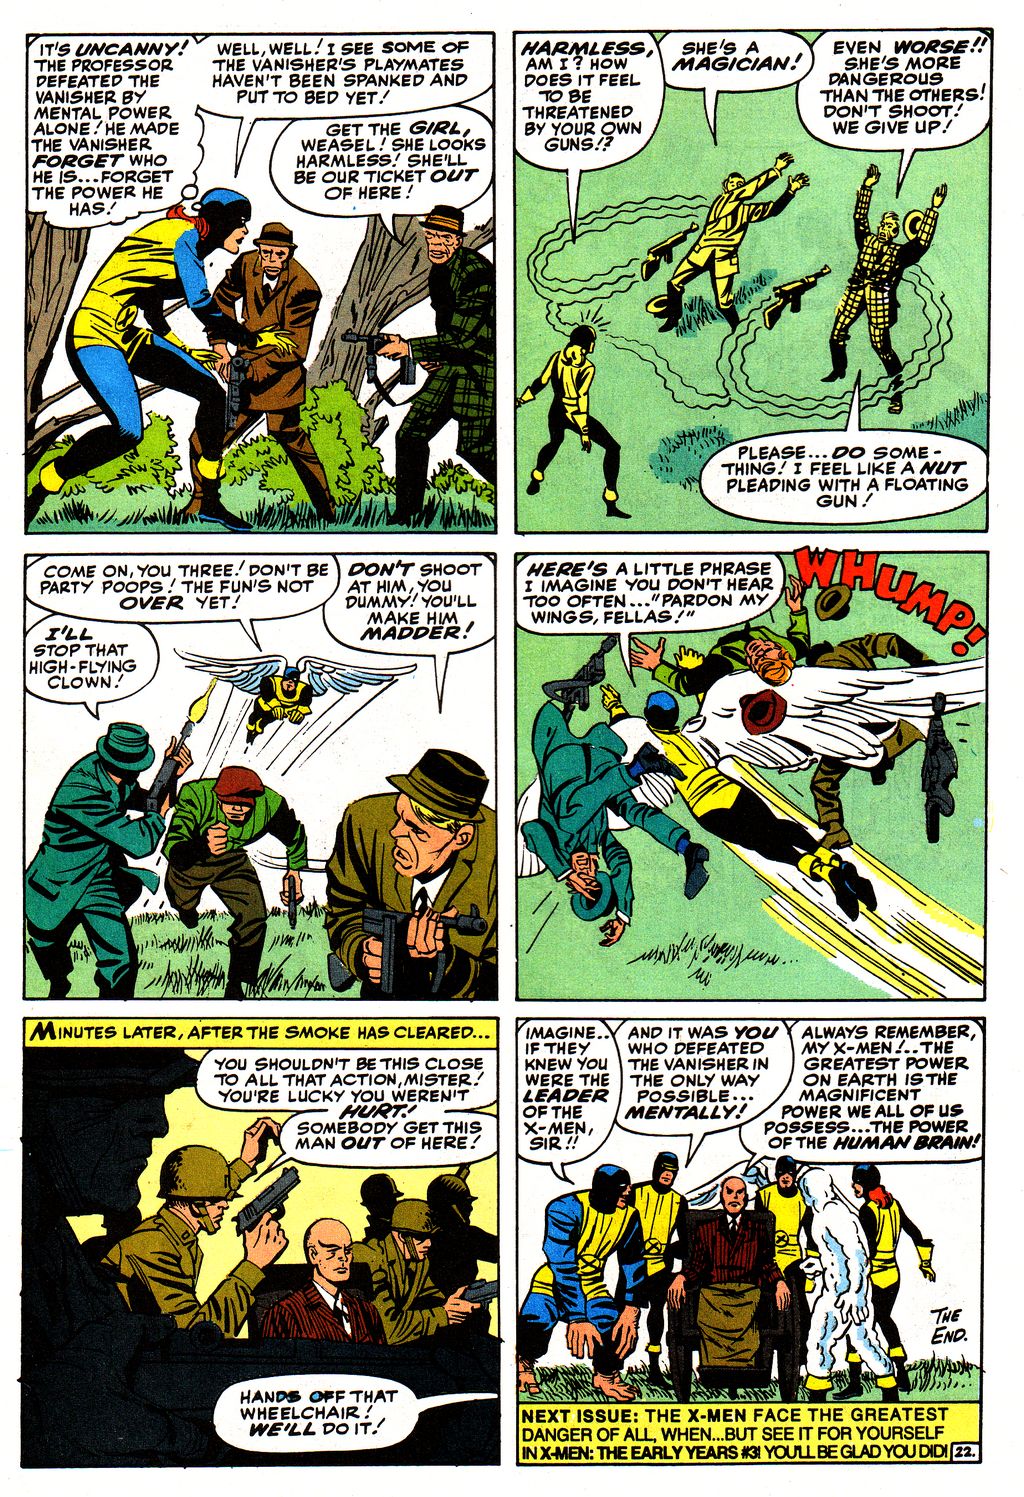 IT'S UNCANNY!
THE PROFESSOR
DEFEATED THE
VANISHER BY
MENTAL POWER
ALONE! HE MADE
THE VANISHER
FORGET WHO
HE IS...FORGET
THE POWER HE
HAS!
WELL, WELL! I SEE SOME OF
THE VANISHER'S PLAYMATES
HAVEN'T BEEN SPANKED AND
PUT TO BED YET!
GET THE GIRL,
WEASEL! SHE LOOKS
HARMLESS! SHE'LL
BE OUR TICKET OUT
OF HERE!
HARMLESS,
AM I? HOW
DOES IT FEEL
TO BE
THREATENED
BY YOUR OWN
GUNS!?
SHE'S A
MAGICIAN!
EVEN WORSE!!
SHE'S MORE
DANGEROUS
THAN THE OTHERS!
DON'T SHOOT!
WE GIVE UP!
PLEASE... DO SOME-
THING! I FEEL LIKE A NUT
PLEADING WITH A FLOATING
GUN!
COME ON, YOU THREE! DON'T BE
PARTY POOPS! THE FUN'S NOT
OVER YET!
I'LL
STOP THAT
HIGH-FLYING
CLOWN!
DON'T SHOOT
AT HIM, YOU
DUMMY! YOU'LL
MAKE HIM
MADDER!
HERE'S A LITTLE PHRASE
I IMAGINE YOU DON'T HEAR
TOO OFTEN... "PARDON MY
WINGS, FELLAS!"
WHUMP!
MINUTES LATER, AFTER THE SMOKE HAS CLEARED...
YOU SHOULDN'T BE THIS CLOSE
TO ALL THAT ACTION, MISTER!
YOU'RE LUCKY YOU WEREN'T
HURT!
SOMEBODY GET THIS
MAN OUT OF HERE!
HANDS OFF THAT
WHEELCHAIR!
WE'LL DO IT!
IMAGINE..
IF THEY
KNEW YOU
WERE THE
LEADER
OF THE
X-MEN,
SIR!!
AND IT WAS YOU
WHO DEFEATED
THE VANISHER IN
THE ONLY WAY
POSSIBLE...
MENTALLY!
ALWAYS REMEMBER,
MY X-MEN!...THE
GREATEST POWER
ON EARTH IS THE
MAGNIFICENT
POWER WE ALL OF US
POSSESS...THE POWER
OF THE HUMAN BRAIN!
THE
END.
NEXT ISSUE: THE X-MEN FACE THE GREATEST
DANGER OF ALL, WHEN...BUT SEE IT FOR YOURSELF
IN X-MEN: THE EARLY YEARS #3! YOU'LL BE GLAD YOU DID!
22.